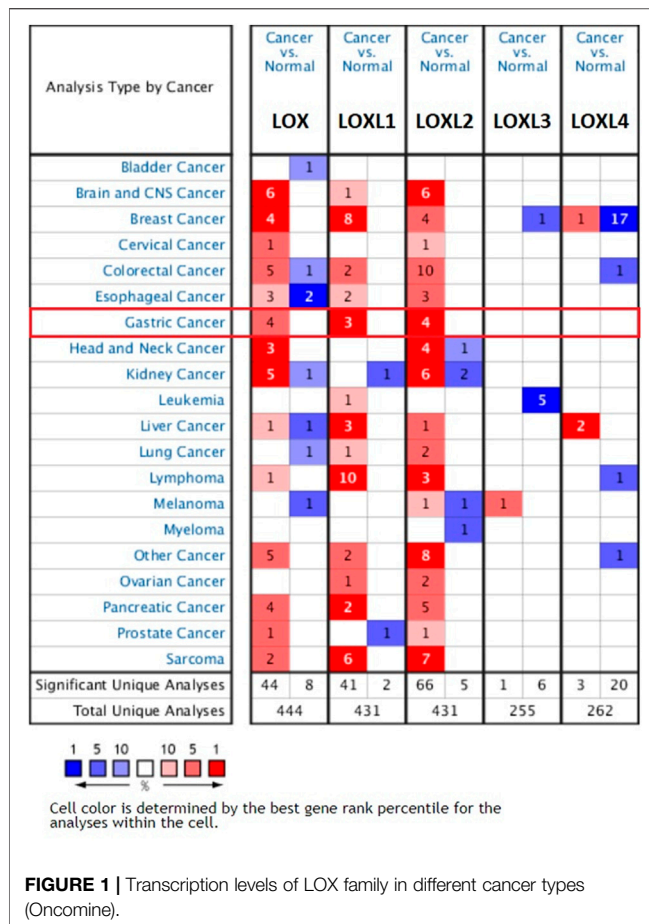 Analysis Type by Cancer
Cancer vs. Normal Cancer vs. Normal Cancer vs. Normal Cancer vs. Normal Cancer vs. Normal
LOX LOXL1 LOXL2 LOXL3 LOXL4
Bladder Cancer 1
Brain and CNS Cancer 6 1 6
Breast Cancer 4 8 4 1 1 17
Cervical Cancer 1 1
Colorectal Cancer 5 1 2 10 1
Esophageal Cancer 3 2 2 3
Gastric Cancer 4 3 4
Head and Neck Cancer 3 4 1
Kidney Cancer 5 1 1 6 2
Leukemia 1 5
Liver Cancer 1 1 3 1 2
Lung Cancer 1 1 2
Lymphoma 1 10 3 1
Melanoma 1 1 1 1
Myeloma 1
Other Cancer 5 2 8 1
Ovarian Cancer 1 2
Pancreatic Cancer 4 2 5
Prostate Cancer 1 1 1
Sarcoma 2 6 7
Significant Unique Analyses 44 8 41 2 66 5 1 6 3 20
Total Unique Analyses 444 431 431 255 262
1 5 10 10 5 1
%
Cell color is determined by the best gene rank percentile for the
analyses within the cell.
FIGURE 1 | Transcription levels of LOX family in different cancer types
(Oncomine).